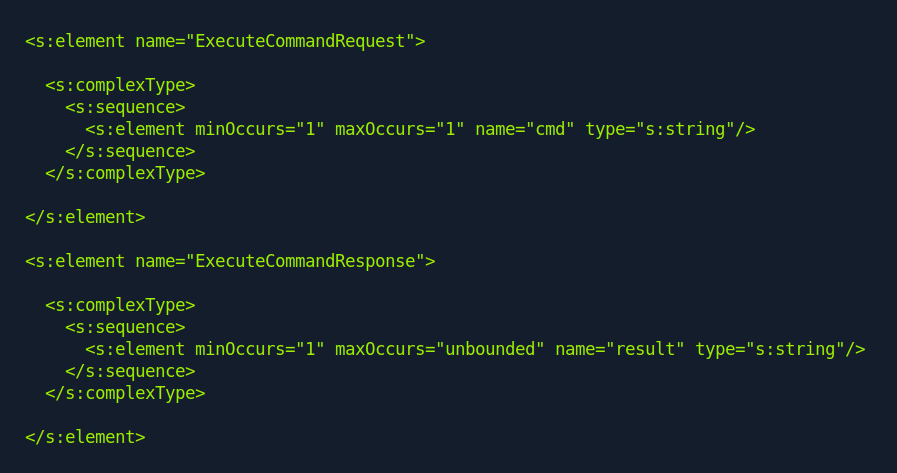 <s:element name="ExecuteCommandRequest">
  <s:complexType>
    <s:sequence>
      <s:element minOccurs="1" maxOccurs="1" name="cmd" type="s:string"/>
    </s:sequence>
  </s:complexType>
</s:element>
<s:element name="ExecuteCommandResponse">
  <s:complexType>
    <s:sequence>
      <s:element minOccurs="1" maxOccurs="unbounded" name="result" type="s:string"/>
    </s:sequence>
  </s:complexType>
</s:element>